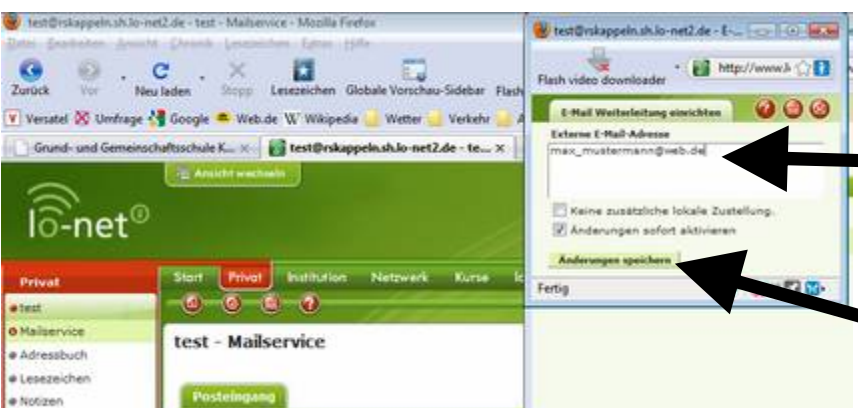 test@rskappeln.sh.lo-net2.de - test - Mailservice - Mozilla Firefox
Datei Bearbeiten Ansicht Chronik Lesezeichen Extras Hilfe
Zurück Vor Neu laden Stopp Lesezeichen Globale Vorschau-Sidebar Flash
Versatel Umfrage Google Web.de Wikipedia Wetter Verkehr
Grund- und Gemeinschaftsschule K... test@rskappeln.sh.lo-net2.de - te...
Ansicht wechseln
lo-net²
Start Privat Institution Netzwerk Kurse
Privat
test
Mailservice
Adressbuch
Lesezeichen
Notizen
test - Mailservice
Posteingang
test@rskappeln.sh.lo-net2.de - E-...
Flash video downloader
http://www.l
E-Mail Weiterleitung einrichten
Externe E-Mail-Adresse
max_mustermann@web.de
Keine zusätzliche lokale Zustellung.
Änderungen sofort aktivieren
Änderungen speichern
Fertig